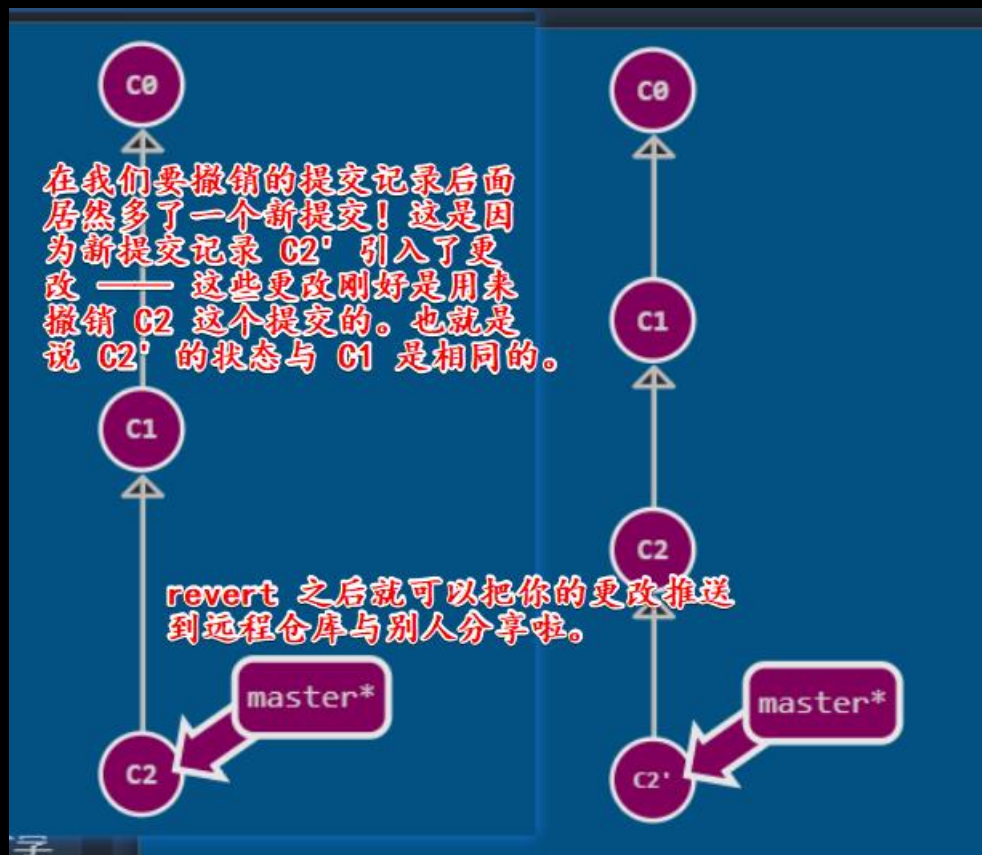 C0
在我们要撤销的提交记录后面
居然多了一个新提交！这是因
为新提交记录 C2' 引入了更
改 —— 这些更改刚好是用来
撤销 C2 这个提交的。也就是
说 C2' 的状态与 C1 是相同的。
C1
master*
C2
C0
C1
C2
revert 之后就可以把你的更改推送
到远程仓库与别人分享啦。
master*
C2'